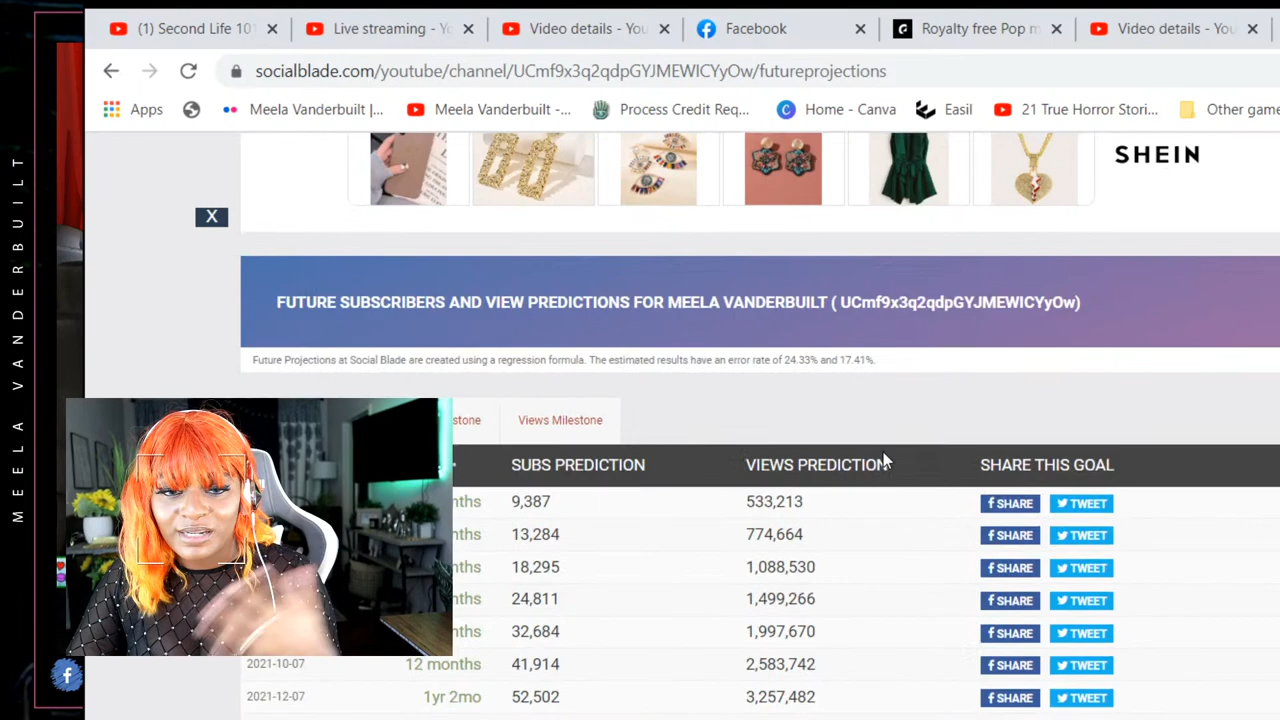 (1) Second Life 101
Live streaming - Yo
Video details - You
Facebook
Royalty free Pop m
Video details - You
socialblade.com/youtube/channel/UCmf9x3q2qdpGYJMEWICYyOw/futureprojections
Apps
Meela Vanderbuilt |...
Meela Vanderbuilt -...
Process Credit Req...
Home - Canva
Easil
21 True Horror Stori...
Other game
SHEIN
X
FUTURE SUBSCRIBERS AND VIEW PREDICTIONS FOR MEELA VANDERBUILT ( UCmf9x3q2qdpGYJMEWICYyOw)
Future Projections at Social Blade are created using a regression formula. The estimated results have an error rate of 24.33% and 17.41%.
stone Views Milestone
SUBS PREDICTION VIEWS PREDICTION SHARE THIS GOAL
nths 9,387 533,213 SHARE TWEET
nths 13,284 774,664 SHARE TWEET
nths 18,295 1,088,530 SHARE TWEET
nths 24,811 1,499,266 SHARE TWEET
nths 32,684 1,997,670 SHARE TWEET
2021-10-07 12 months 41,914 2,583,742 SHARE TWEET
2021-12-07 1yr 2mo 52,502 3,257,482 SHARE TWEET
MEELA VANDERBUILT